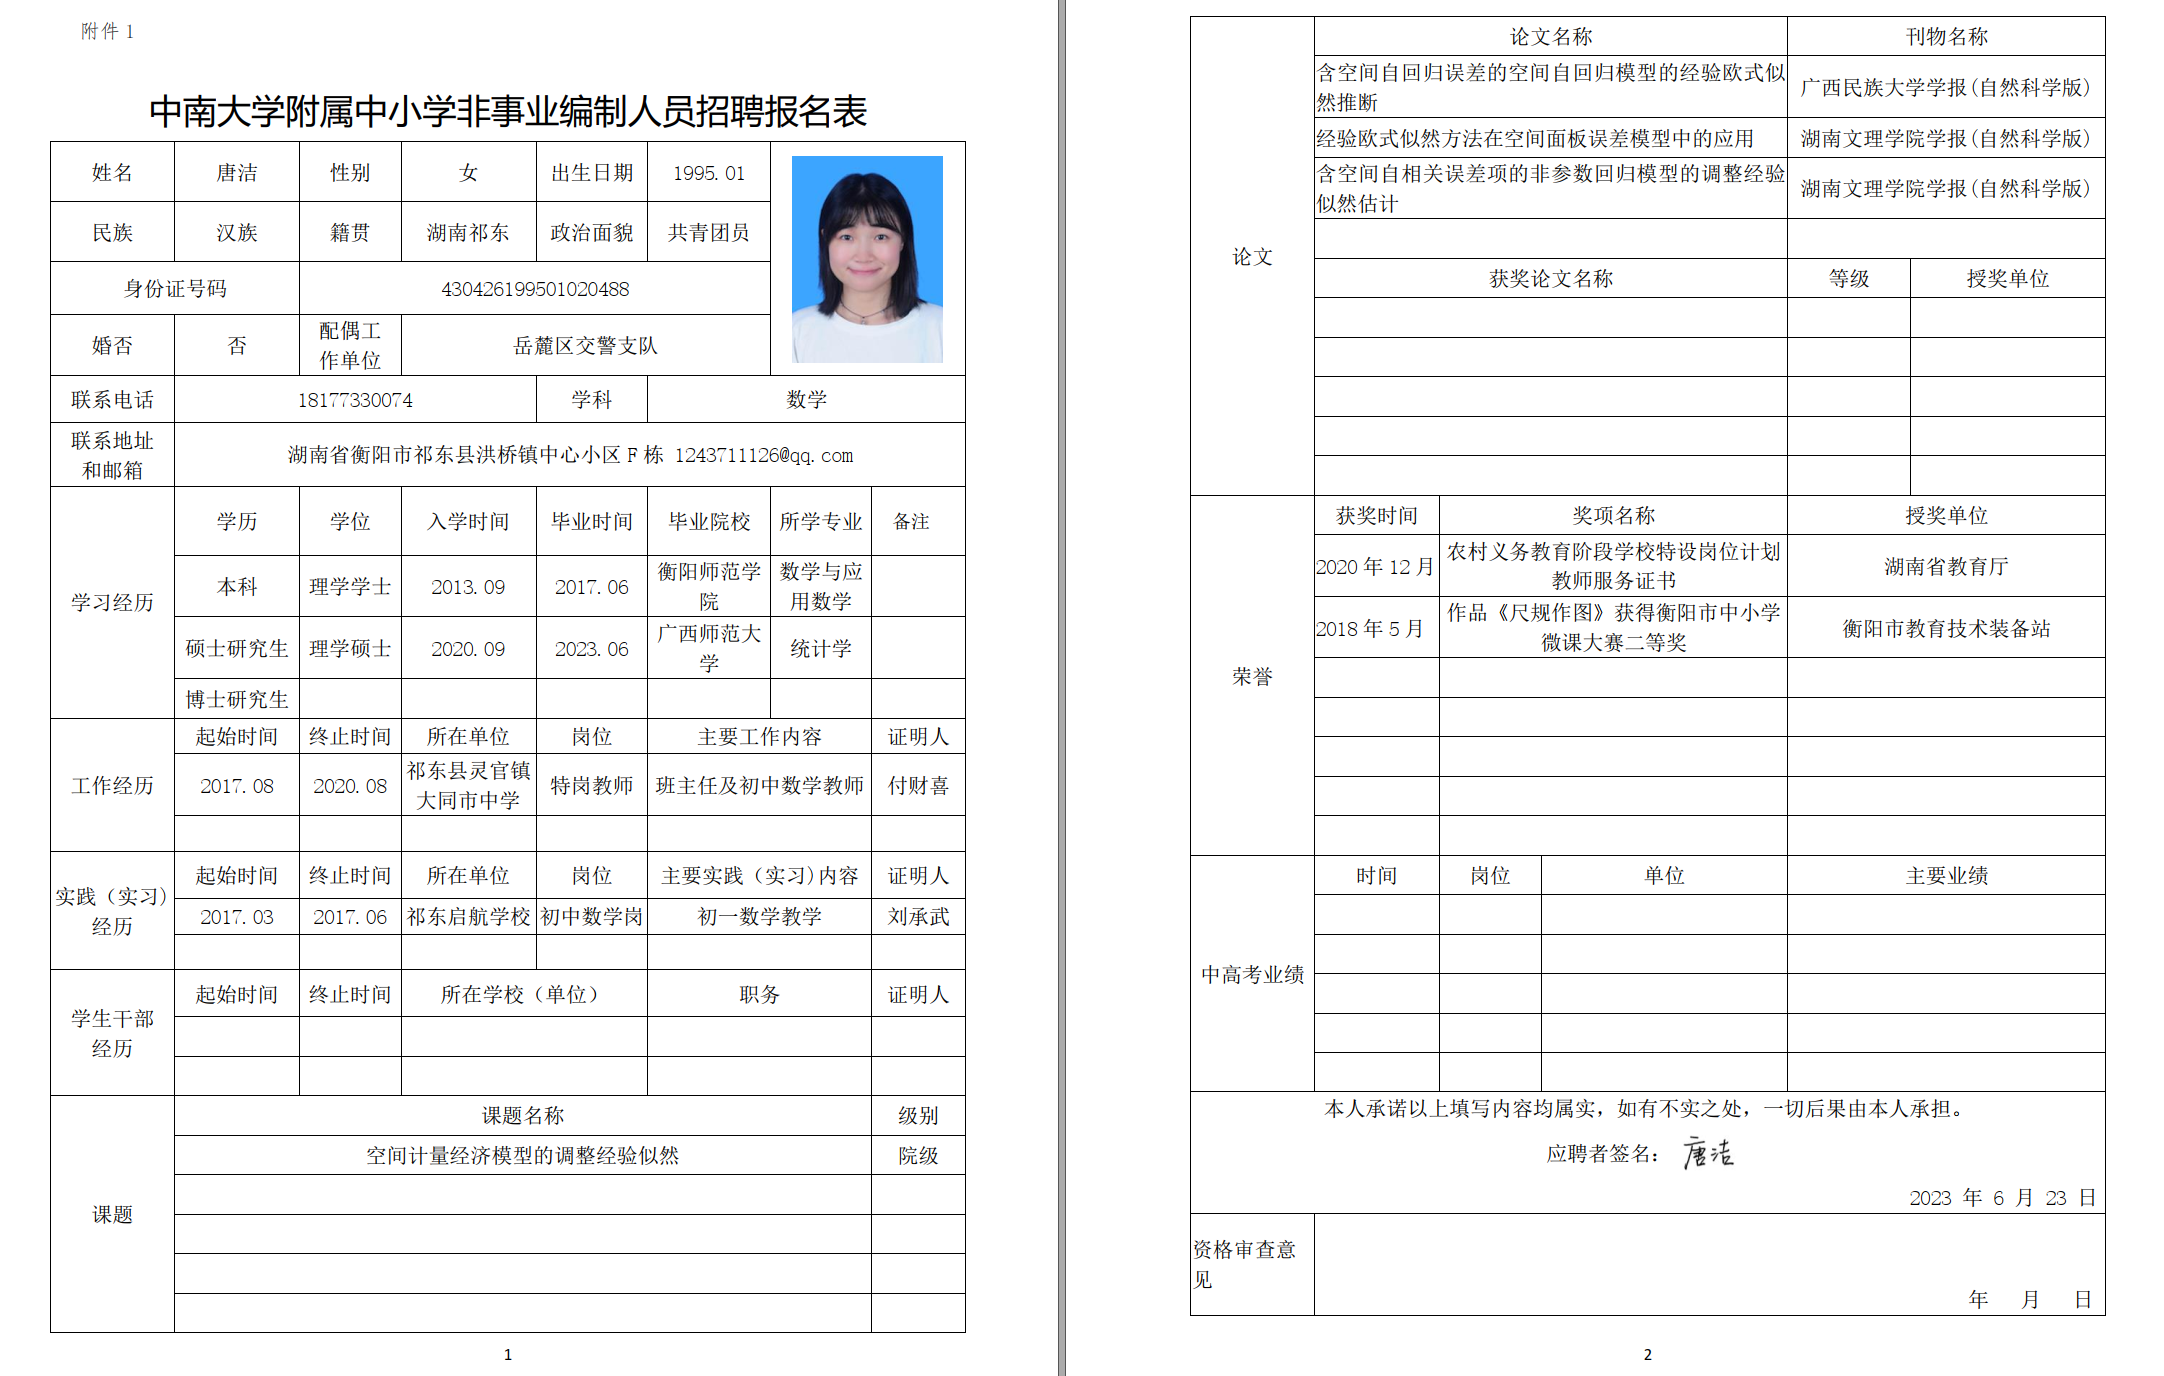 附件 1
中南大学附属中小学非事业编制人员招聘报名表
姓名 唐洁 性别 女 出生日期 1995.01
民族 汉族 籍贯 湖南祁东 政治面貌 共青团员
身份证号码 430426199501020488
婚否 否 配偶工作单位 岳麓区交警支队
联系电话 18177330074 学科 数学
联系地址和邮箱 湖南省衡阳市祁东县洪桥镇中心小区 F 栋 1243711126@qq.com
学习经历
学历 学位 入学时间 毕业时间 毕业院校 所学专业 备注
本科 理学学士 2013.09 2017.06 衡阳师范学院 数学与应用数学
硕士研究生 理学硕士 2020.09 2023.06 广西师范大学 统计学
博士研究生
工作经历
起始时间 终止时间 所在单位 岗位 主要工作内容 证明人
2017.08 2020.08 祁东县灵官镇大同市中学 特岗教师 班主任及初中数学教师 付财喜
实践（实习）经历
起始时间 终止时间 所在单位 岗位 主要实践（实习)内容 证明人
2017.03 2017.06 祁东启航学校 初中数学岗 初一数学教学 刘承武
学生干部经历
起始时间 终止时间 所在学校（单位） 职务 证明人
课题
课题名称 级别
空间计量经济模型的调整经验似然 院级
1
论文
论文名称 刊物名称
含空间自回归误差的空间自回归模型的经验欧式似然推断 广西民族大学学报(自然科学版)
经验欧式似然方法在空间面板误差模型中的应用 湖南文理学院学报(自然科学版)
含空间自相关误差项的非参数回归模型的调整经验似然估计 湖南文理学院学报(自然科学版)
获奖论文名称 等级 授奖单位
荣誉
获奖时间 奖项名称 授奖单位
2020 年 12 月 农村义务教育阶段学校特设岗位计划教师服务证书 湖南省教育厅
2018 年 5 月 作品《尺规作图》获得衡阳市中小学微课大赛二等奖 衡阳市教育技术装备站
中高考业绩
时间 岗位 单位 主要业绩
本人承诺以上填写内容均属实，如有不实之处，一切后果由本人承担。
应聘者签名： 唐洁
2023 年 6 月 23 日
资格审查意见
年 月 日
2